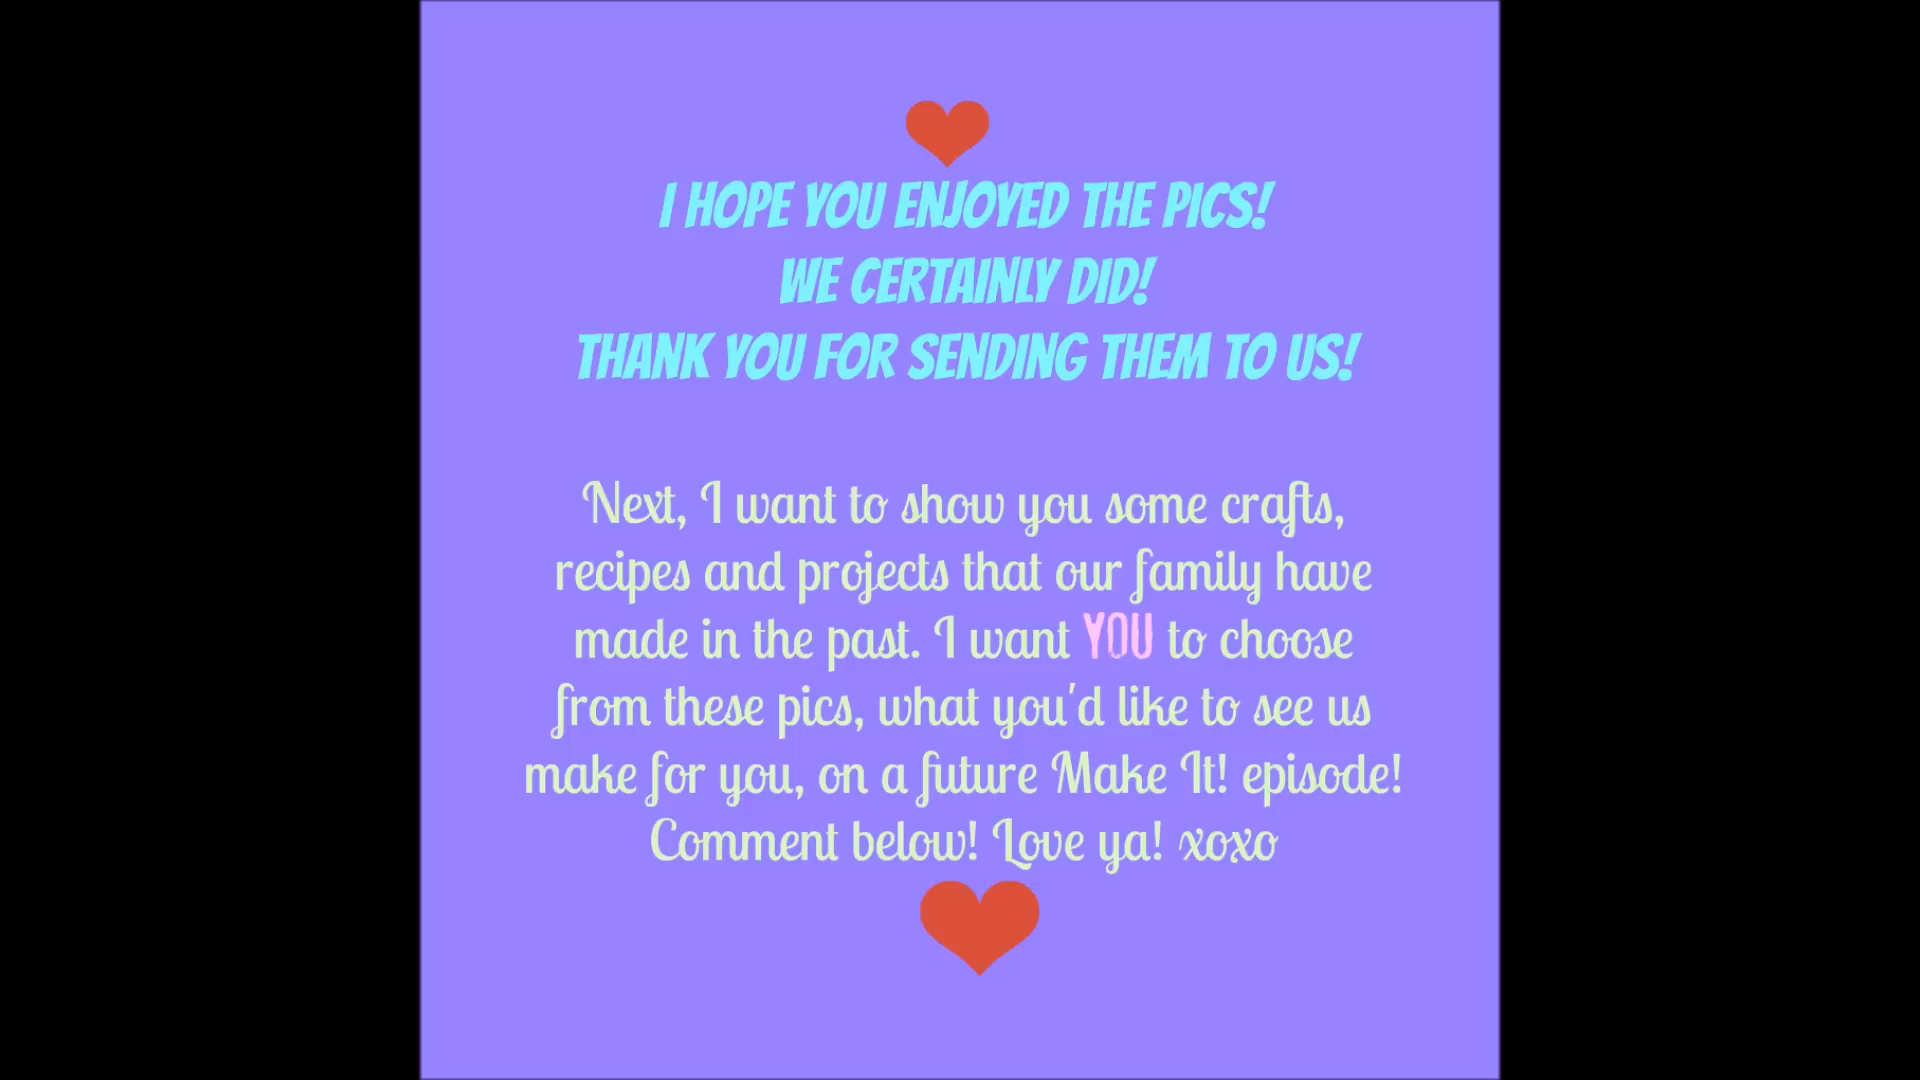 I HOPE YOU ENJOYED THE PICS!
WE CERTAINLY DID!
THANK YOU FOR SENDING THEM TO US!
Next, I want to show you some crafts,
recipes and projects that our family have
made in the past. I want YOU to choose
from these pics, what you'd like to see us
make for you, on a future Make It! episode!
Comment below! Love ya! xoxo